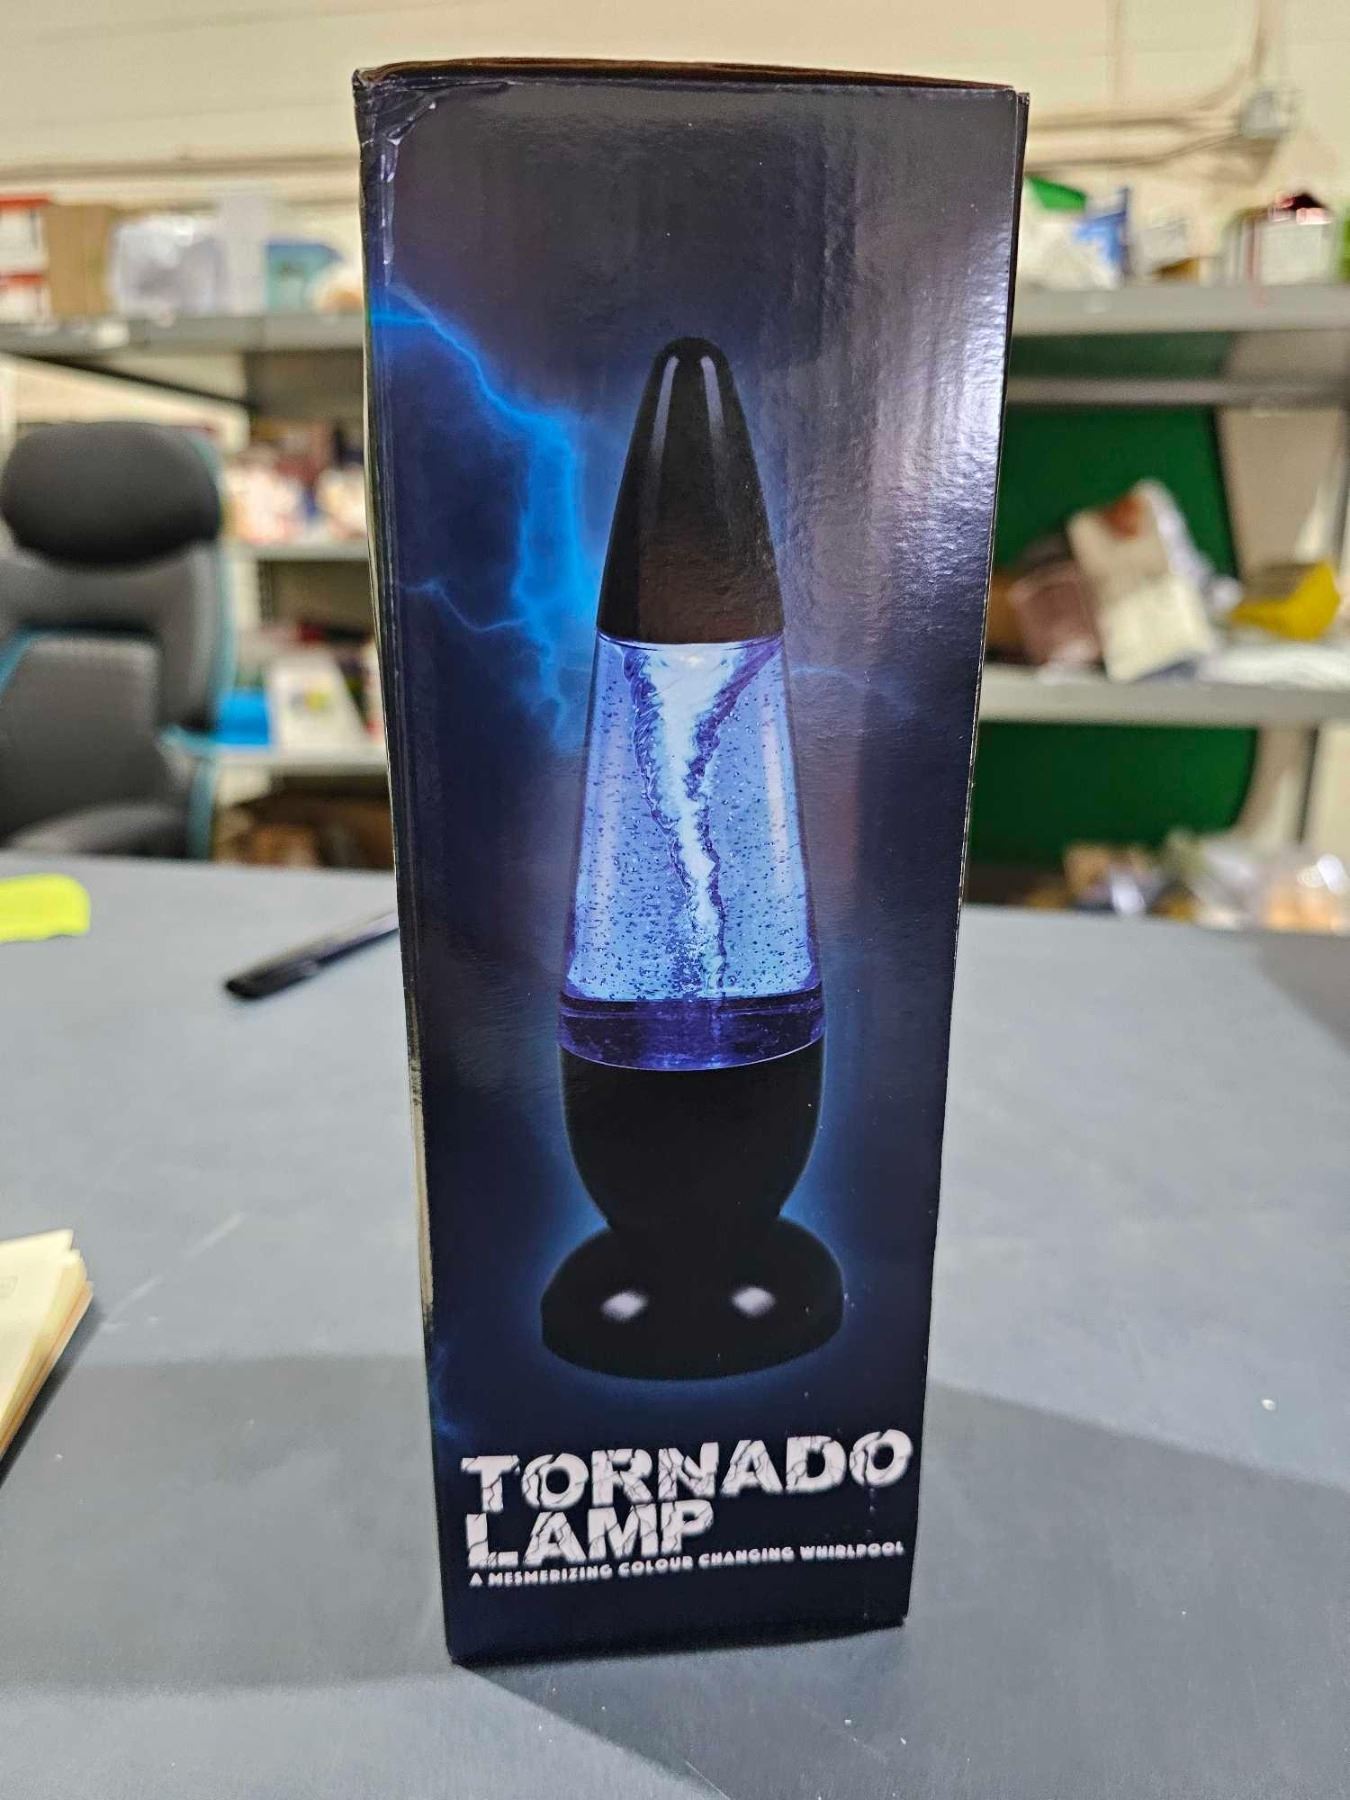 TORNADO
LAMP
A MESMERIZING COLOUR CHANGING WHIRLPOOL